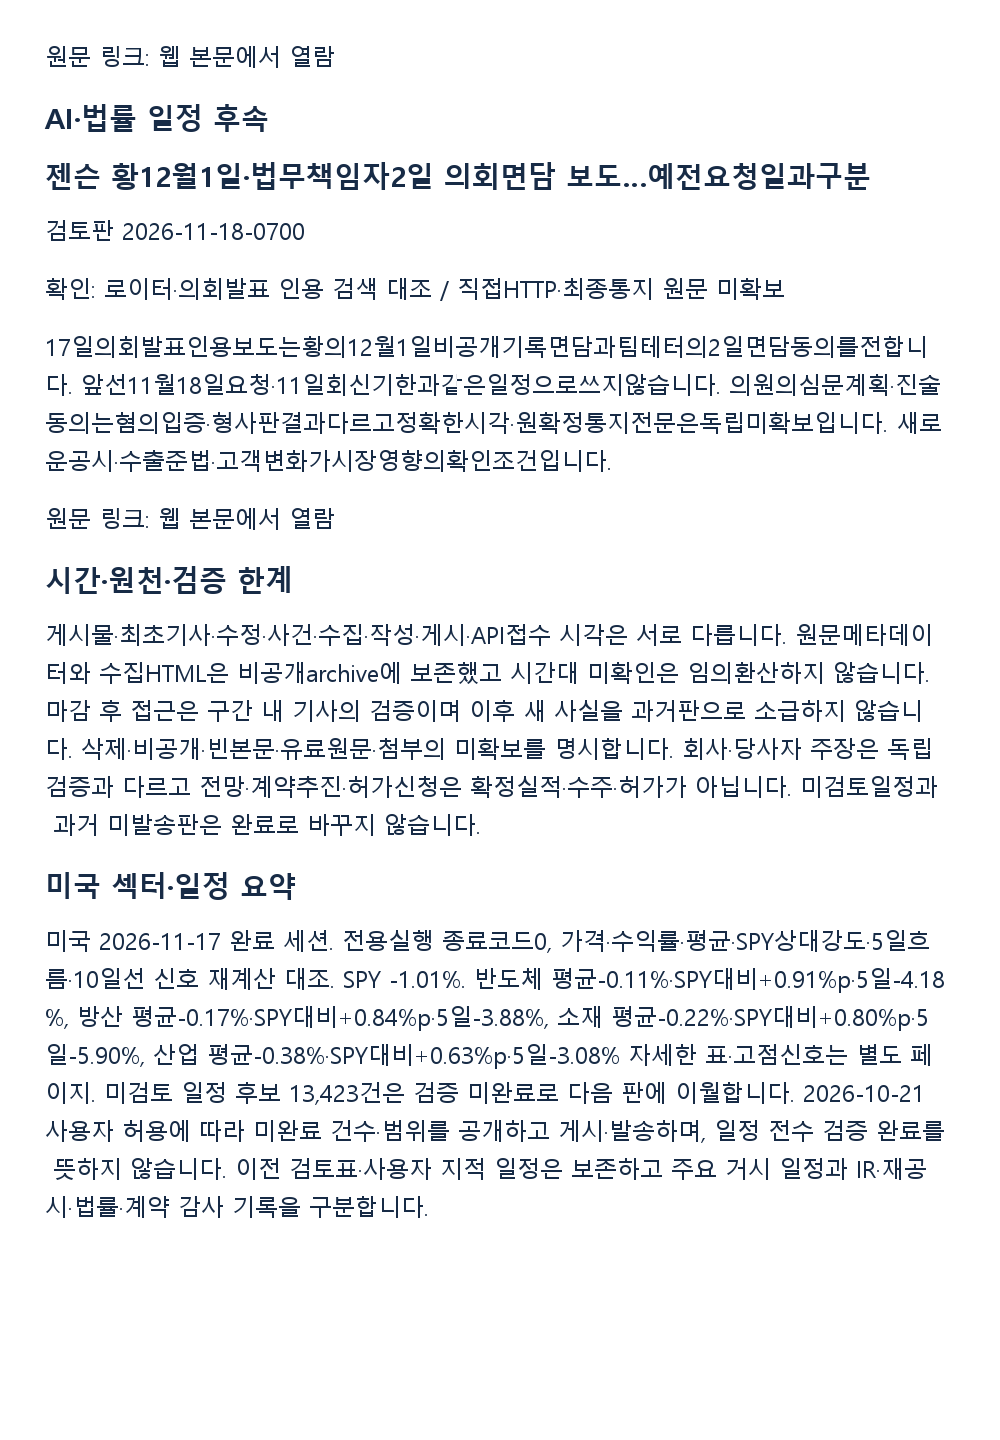 원문 링크: 웹 본문에서 열람
AI·법률 일정 후속
젠슨 황12월1일·법무책임자2일 의회면담 보도...예전요청일과구분
검토판 2026-11-18-0700
확인: 로이터·의회발표 인용 검색 대조 / 직접HTTP·최종통지 원문 미확보
17일의회발표인용보도는황의12월1일비공개기록면담과팀테터의2일면담동의를전합니
다. 앞선11월18일요청·11일회신기한과같은일정으로쓰지않습니다. 의원의심문계획·진술
동의는혐의입증·형사판결과다르고정확한시각·원확정통지전문은독립미확보입니다. 새로
운공시·수출준법·고객변화가시장영향의확인조건입니다.
원문 링크: 웹 본문에서 열람
시간·원천·검증 한계
게시물·최초기사·수정·사건·수집·작성·게시·API접수 시각은 서로 다릅니다. 원문메타데이
터와 수집HTML은 비공개archive에 보존했고 시간대 미확인은 임의환산하지 않습니다.
마감 후 접근은 구간 내 기사의 검증이며 이후 새 사실을 과거판으로 소급하지 않습니
다. 삭제·비공개·빈본문·유료원문·첨부의 미확보를 명시합니다. 회사·당사자 주장은 독립
검증과 다르고 전망·계약추진·허가신청은 확정실적·수주·허가가 아닙니다. 미검토일정과
과거 미발송판은 완료로 바꾸지 않습니다.
미국 섹터·일정 요약
미국 2026-11-17 완료 세션. 전용실행 종료코드0, 가격·수익률·평균·SPY상대강도·5일흐
름·10일선 신호 재계산 대조. SPY -1.01%. 반도체 평균-0.11%·SPY대비+0.91%p·5일-4.18
%, 방산 평균-0.17%·SPY대비+0.84%p·5일-3.88%, 소재 평균-0.22%·SPY대비+0.80%p·5
일-5.90%, 산업 평균-0.38%·SPY대비+0.63%p·5일-3.08% 자세한 표·고점신호는 별도 페
이지. 미검토 일정 후보 13,423건은 검증 미완료로 다음 판에 이월합니다. 2026-10-21
사용자 허용에 따라 미완료 건수·범위를 공개하고 게시·발송하며, 일정 전수 검증 완료를
뜻하지 않습니다. 이전 검토표·사용자 지적 일정은 보존하고 주요 거시 일정과 IR·재공
시·법률·계약 감사 기록을 구분합니다.